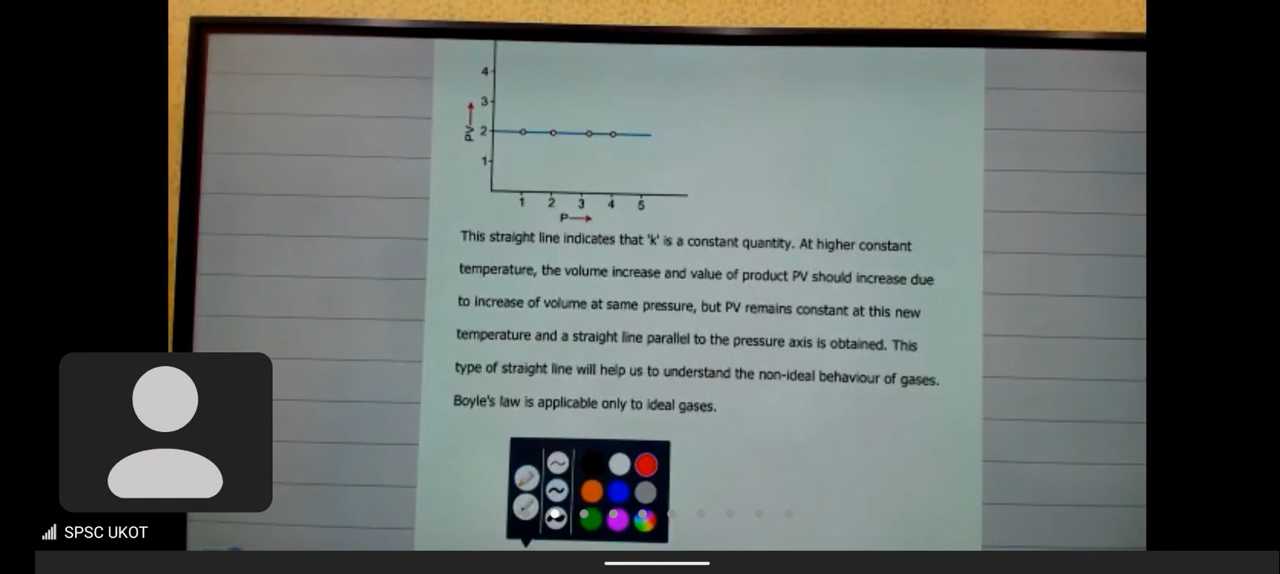 4
3
PV
2
1
1 2 3 4 5
P
This straight line indicates that 'k' is a constant quantity. At higher constant
temperature, the volume increase and value of product PV should increase due
to increase of volume at same pressure, but PV remains constant at this new
temperature and a straight line parallel to the pressure axis is obtained. This
type of straight line will help us to understand the non-ideal behaviour of gases.
Boyle's law is applicable only to ideal gases.
SPSC UKOT